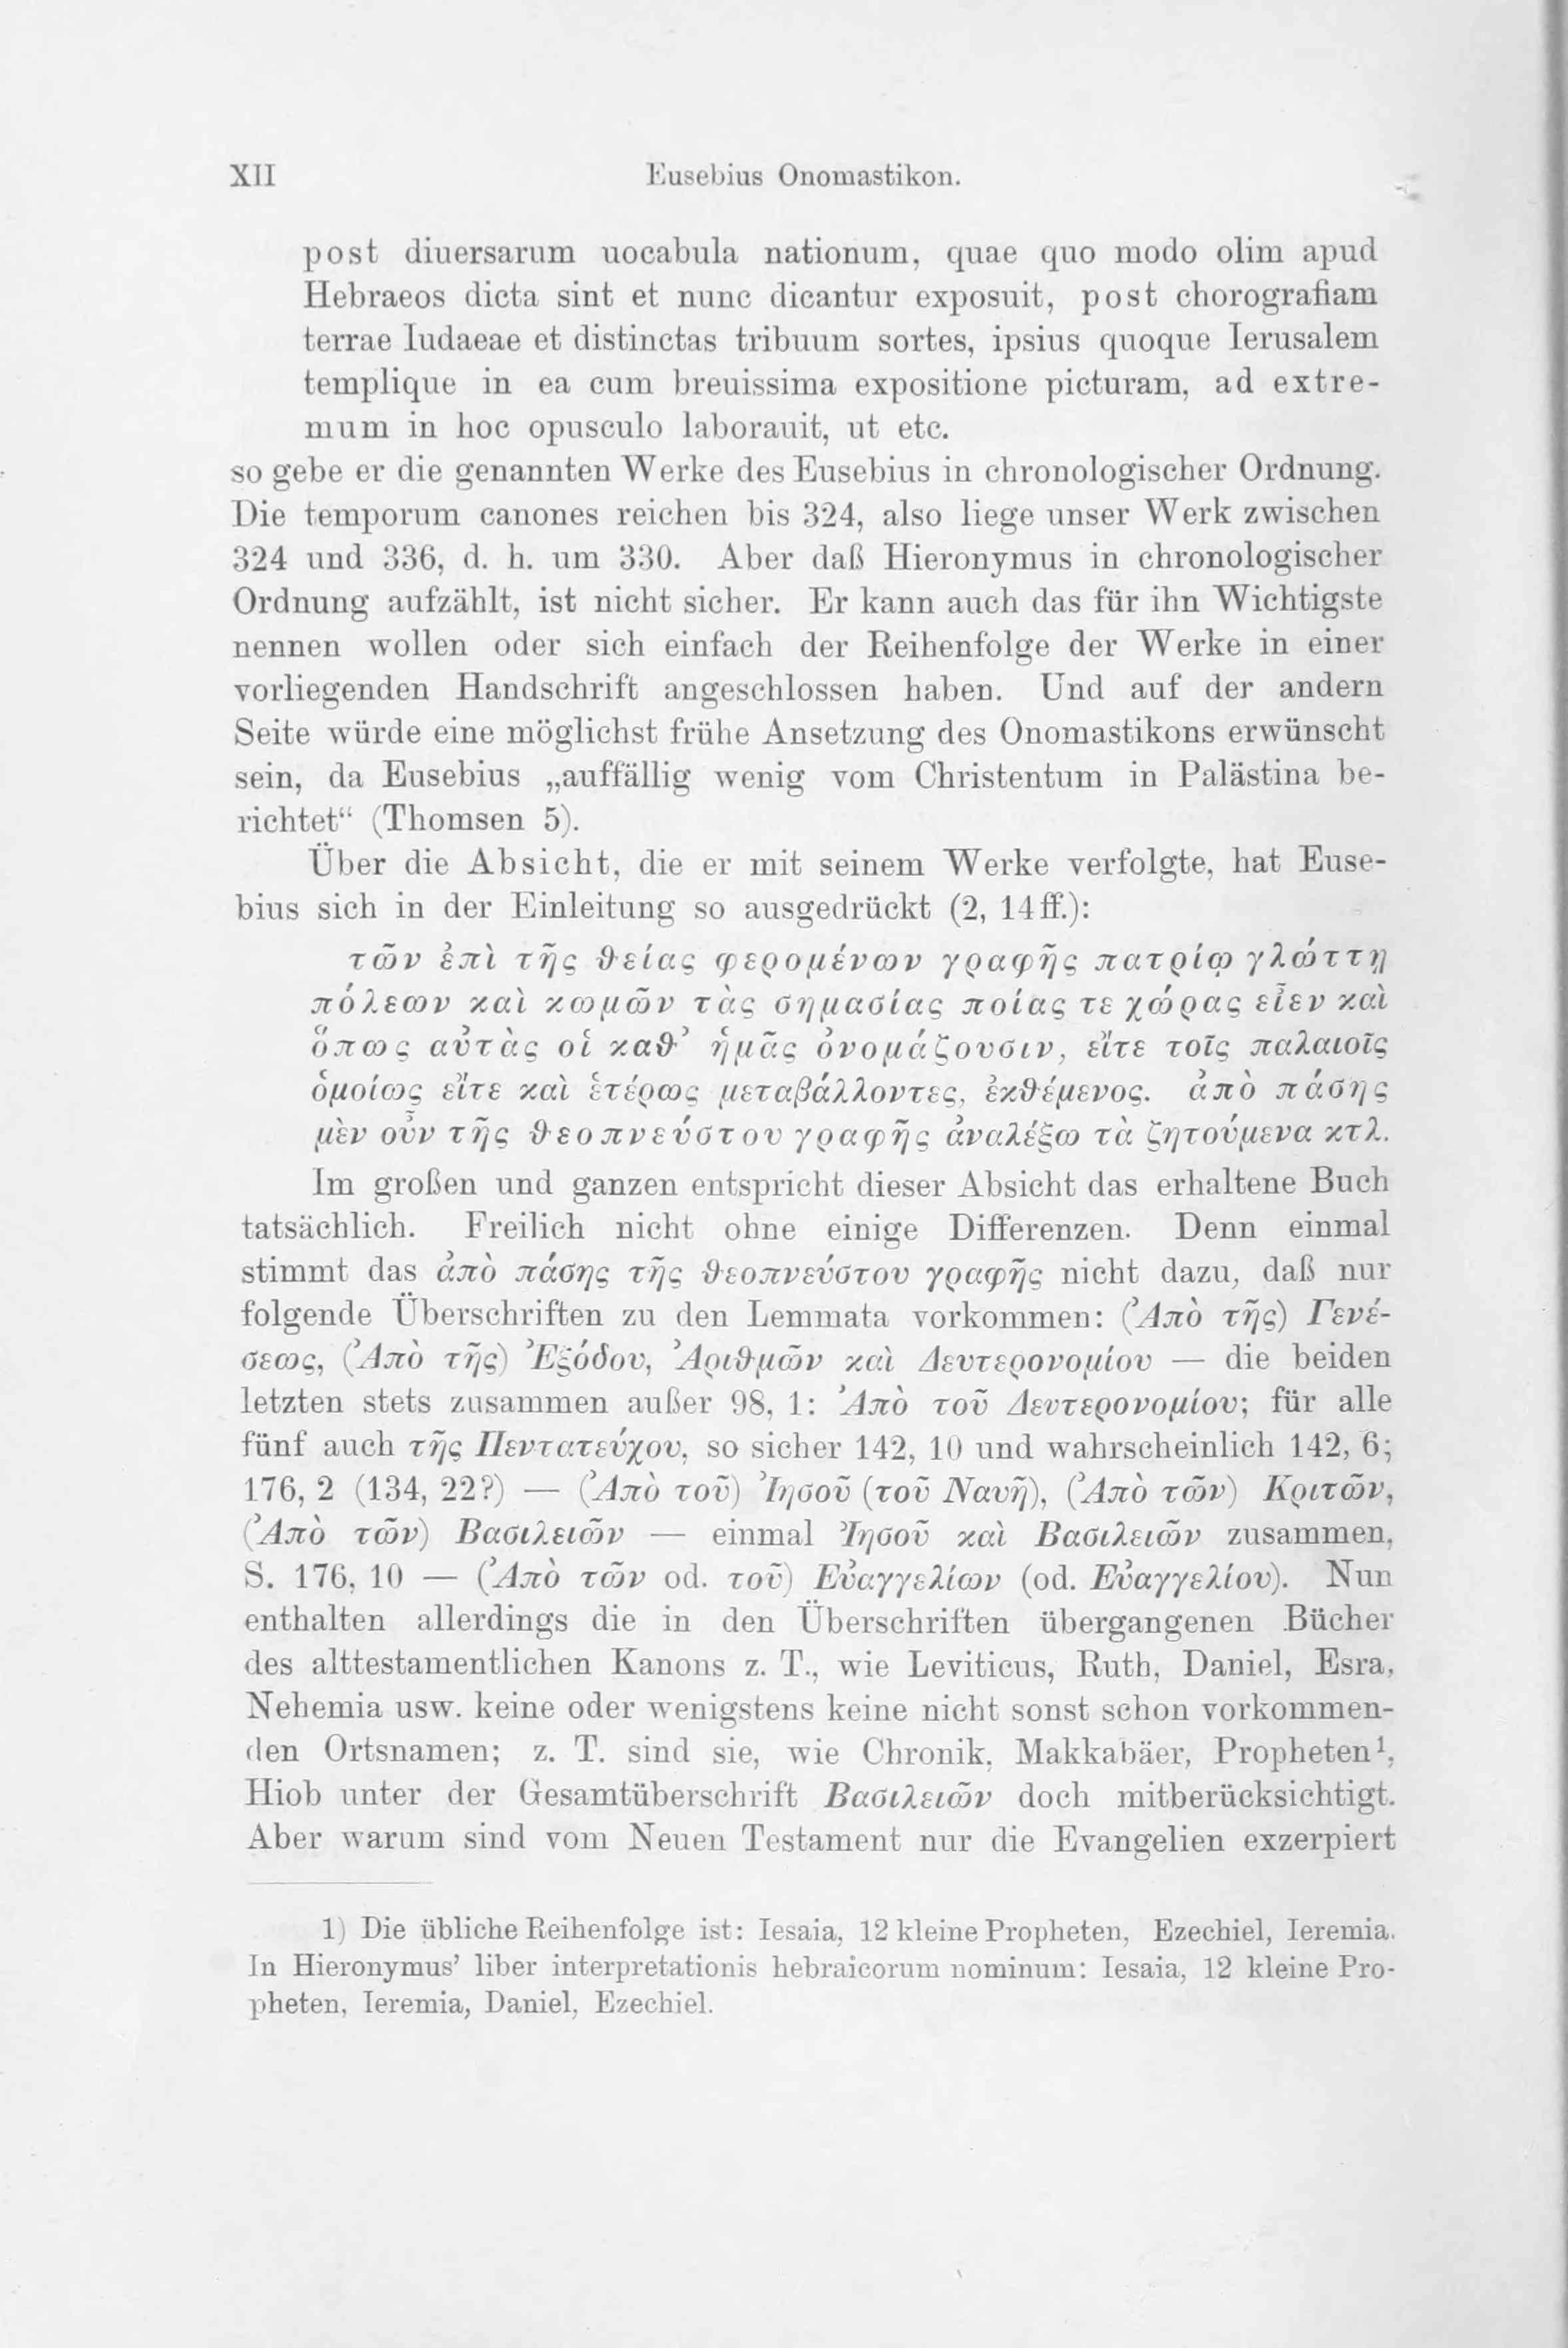 XII
Eusebius Onomastikon.
post diuersarum uocabula nationum, quae quo modo olim apud
Hebraeos dicta sint et nunc dicantur exposuit, post chorografiam
terrae Iudaeae et distinctas tribuum sortes, ipsius quoque Ierusalem
templique in ea cum breuissima expositione picturam, ad extre-
mum in hoc opusculo laborauit, ut etc.
so gebe er die genannten Werke des Eusebius in chronologischer Ordnung.
Die temporum canones reichen bis 324, also liege unser Werk zwischen
324 und 336, d. h. um 330. Aber daß Hieronymus in chronologischer
Ordnung aufzählt, ist nicht sicher. Er kann auch das für ihn Wichtigste
nennen wollen oder sich einfach der Reihenfolge der Werke in einer
vorliegenden Handschrift angeschlossen haben. Und auf der andern
Seite würde eine möglichst frühe Ansetzung des Onomastikons erwünscht
sein, da Eusebius „auffällig wenig vom Christentum in Palästina be-
richtet“ (Thomsen 5).
Über die Absicht, die er mit seinem Werke verfolgte, hat Euse-
bius sich in der Einleitung so ausgedrückt (2, 14 ff.):
τῶν ἐπὶ τῆς θείας φερομένων γραφῆς πατρίῳ γλώττῃ
πόλεων καὶ κωμῶν τὰς σημασίας ποίας τε χώρας εἶεν καὶ
ὅπως αὐτὰς οἱ καθ’ ἡμᾶς ὀνομάζουσιν, εἴτε τοῖς παλαιοῖς
ὁμοίως εἴτε καὶ ἑτέρως μεταβάλλοντες, ἐκθέμενος. ἀπὸ πάσης
μὲν οὖν τῆς θεοπνεύστου γραφῆς ἀναλέξω τὰ ζητούμενα κτλ.
Im großen und ganzen entspricht dieser Absicht das erhaltene Buch
tatsächlich. Freilich nicht ohne einige Differenzen. Denn einmal
stimmt das ἀπὸ πάσης τῆς θεοπνεύστου γραφῆς nicht dazu, daß nur
folgende Überschriften zu den Lemmata vorkommen: (Ἀπὸ τῆς) Γενέ-
σεως, (Ἀπὸ τῆς) Ἐξόδου, Ἀριθμῶν καὶ Δευτερονομίου — die beiden
letzten stets zusammen außer 98, 1: Ἀπὸ τοῦ Δευτερονομίου; für alle
fünf auch τῆς Πεντατεύχου, so sicher 142, 10 und wahrscheinlich 142, 6;
176, 2 (134, 22?) — (Ἀπὸ τοῦ) Ἰησοῦ (τοῦ Ναυῆ), (Ἀπὸ τῶν) Κριτῶν,
(Ἀπὸ τῶν) Βασιλειῶν — einmal Ἰησοῦ καὶ Βασιλειῶν zusammen,
S. 176, 10 — (Ἀπὸ τῶν od. τοῦ) Εὐαγγελίων (od. Εὐαγγελίου). Nun
enthalten allerdings die in den Überschriften übergangenen Bücher
des alttestamentlichen Kanons z. T., wie Leviticus, Ruth, Daniel, Esra,
Nehemia usw. keine oder wenigstens keine nicht sonst schon vorkommen-
den Ortsnamen; z. T. sind sie, wie Chronik, Makkabäer, Propheten¹,
Hiob unter der Gesamtüberschrift Βασιλειῶν doch mitberücksichtigt.
Aber warum sind vom Neuen Testament nur die Evangelien exzerpiert
1) Die übliche Reihenfolge ist: Iesaia, 12 kleine Propheten, Ezechiel, Ieremia.
In Hieronymus’ liber interpretationis hebraicorum nominum: Iesaia, 12 kleine Pro-
pheten, Ieremia, Daniel, Ezechiel.